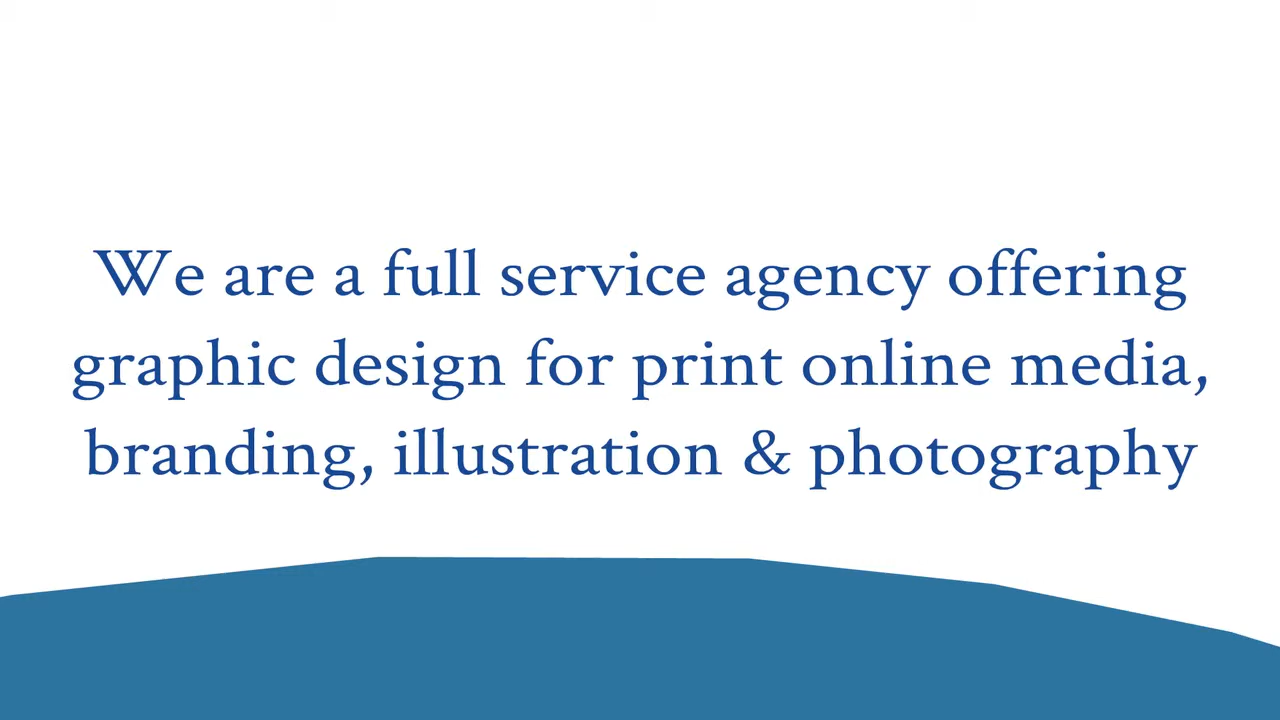 We are a full service agency offering
graphic design for print online media,
branding, illustration & photography